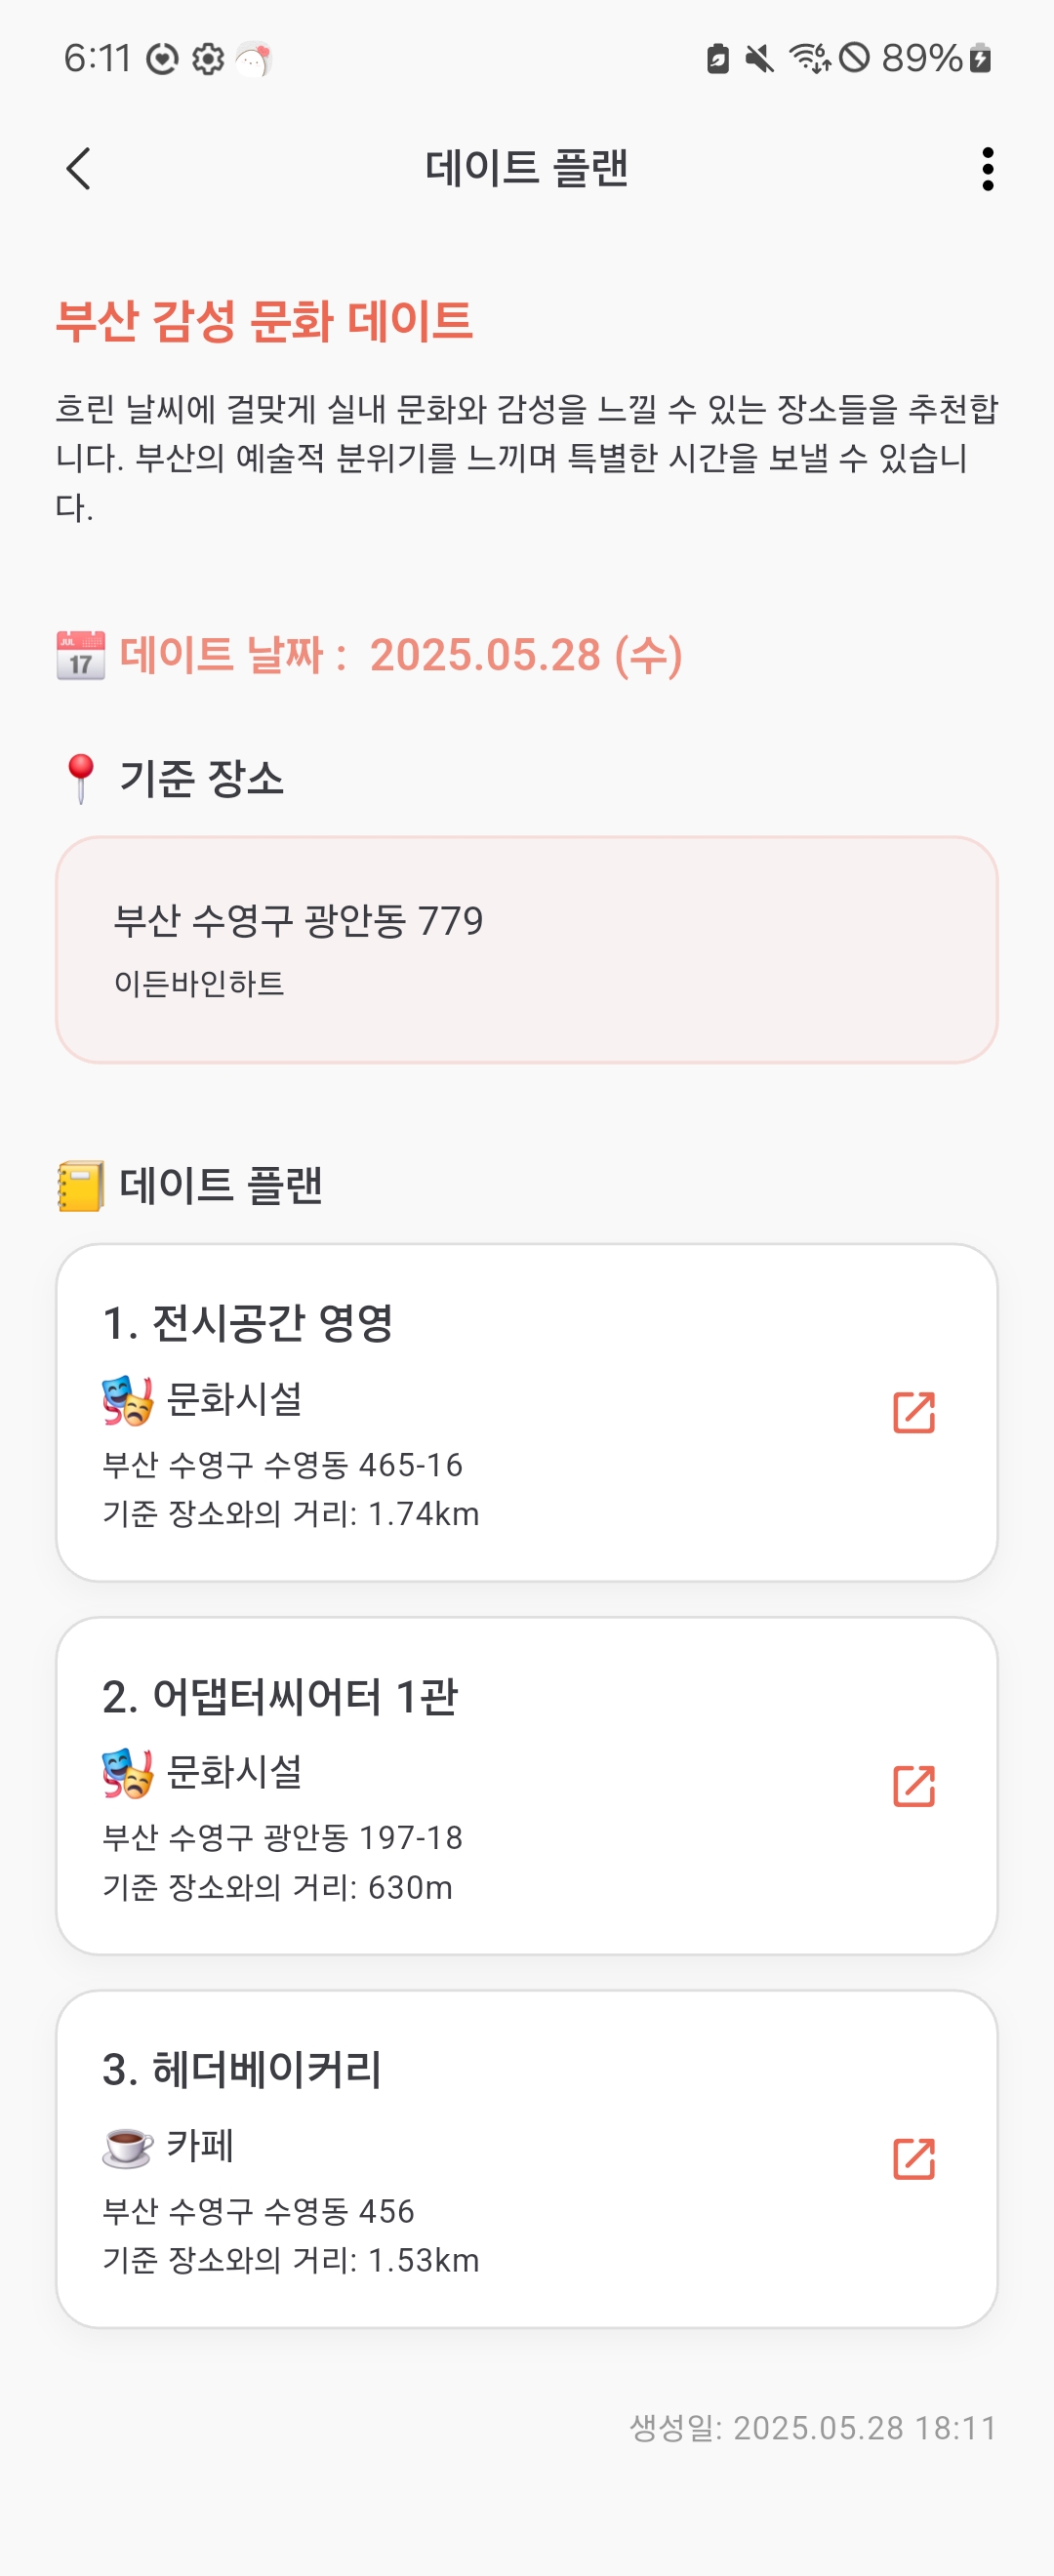 6:11
89%
데이트 플랜
부산 감성 문화 데이트
흐린 날씨에 걸맞게 실내 문화와 감성을 느낄 수 있는 장소들을 추천합
니다. 부산의 예술적 분위기를 느끼며 특별한 시간을 보낼 수 있습니
다.
JUL 17 데이트 날짜 : 2025.05.28 (수)
기준 장소
부산 수영구 광안동 779
이든바인하트
데이트 플랜
1. 전시공간 영영
문화시설
부산 수영구 수영동 465-16
기준 장소와의 거리: 1.74km
2. 어댑터씨어터 1관
문화시설
부산 수영구 광안동 197-18
기준 장소와의 거리: 630m
3. 헤더베이커리
카페
부산 수영구 수영동 456
기준 장소와의 거리: 1.53km
생성일: 2025.05.28 18:11